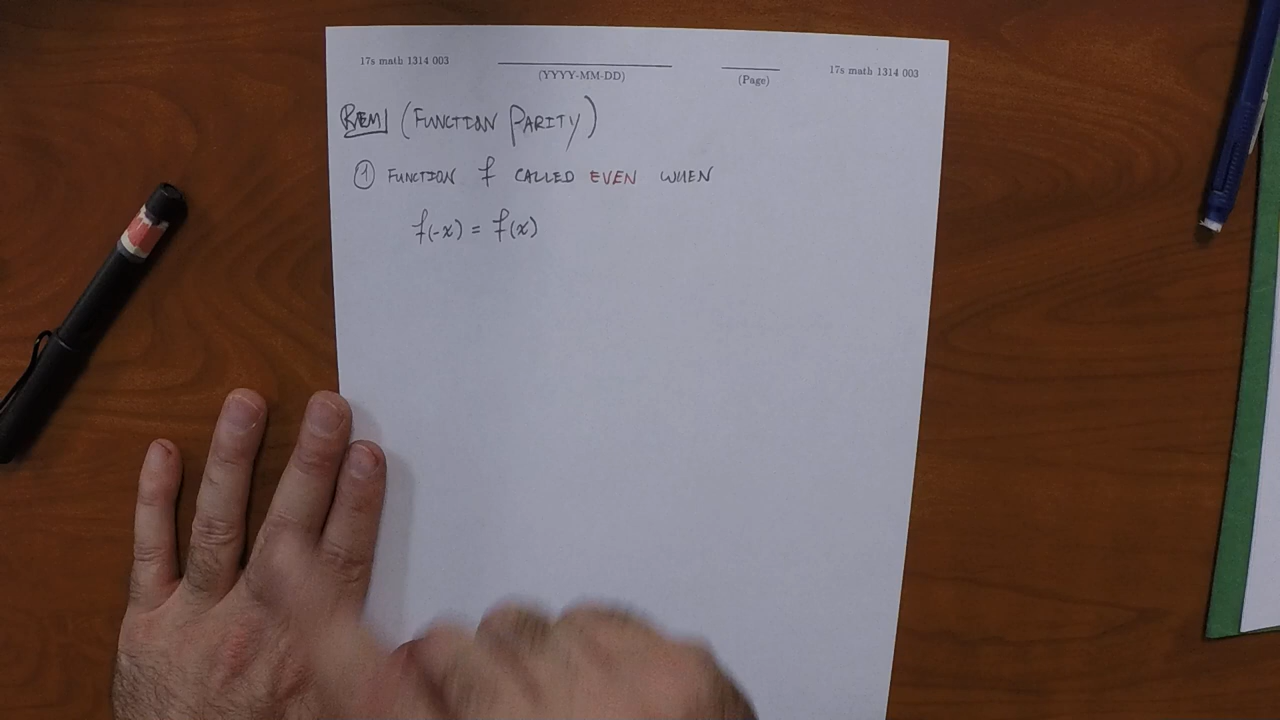 17s math 1314 003 (YYYY-MM-DD) (Page) 17s math 1314 003
REM (FUNCTION PARITY)
① FUNCTION f CALLED EVEN WHEN
f(-x) = f(x)